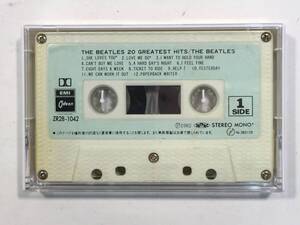 THE BEATLES 20 GREATEST HITS/THE BEATLES
1.SHE LOVES YOU* 2.LOVE ME DO* 3.I WANT TO HOLD YOUR HAND
4.CAN'T BUY ME LOVE 5.A HARD DAY'S NIGHT 6.I FEEL FINE
7.EIGHT DAYS A WEEK 8.TICKET TO RIDE 9.HELP! 10.YESTERDAY
11.WE CAN WORK IT OUT 12.PAPERBACK WRITER
EMI
Odeon
ZR28-1042
1
SIDE
STEREO MONO*